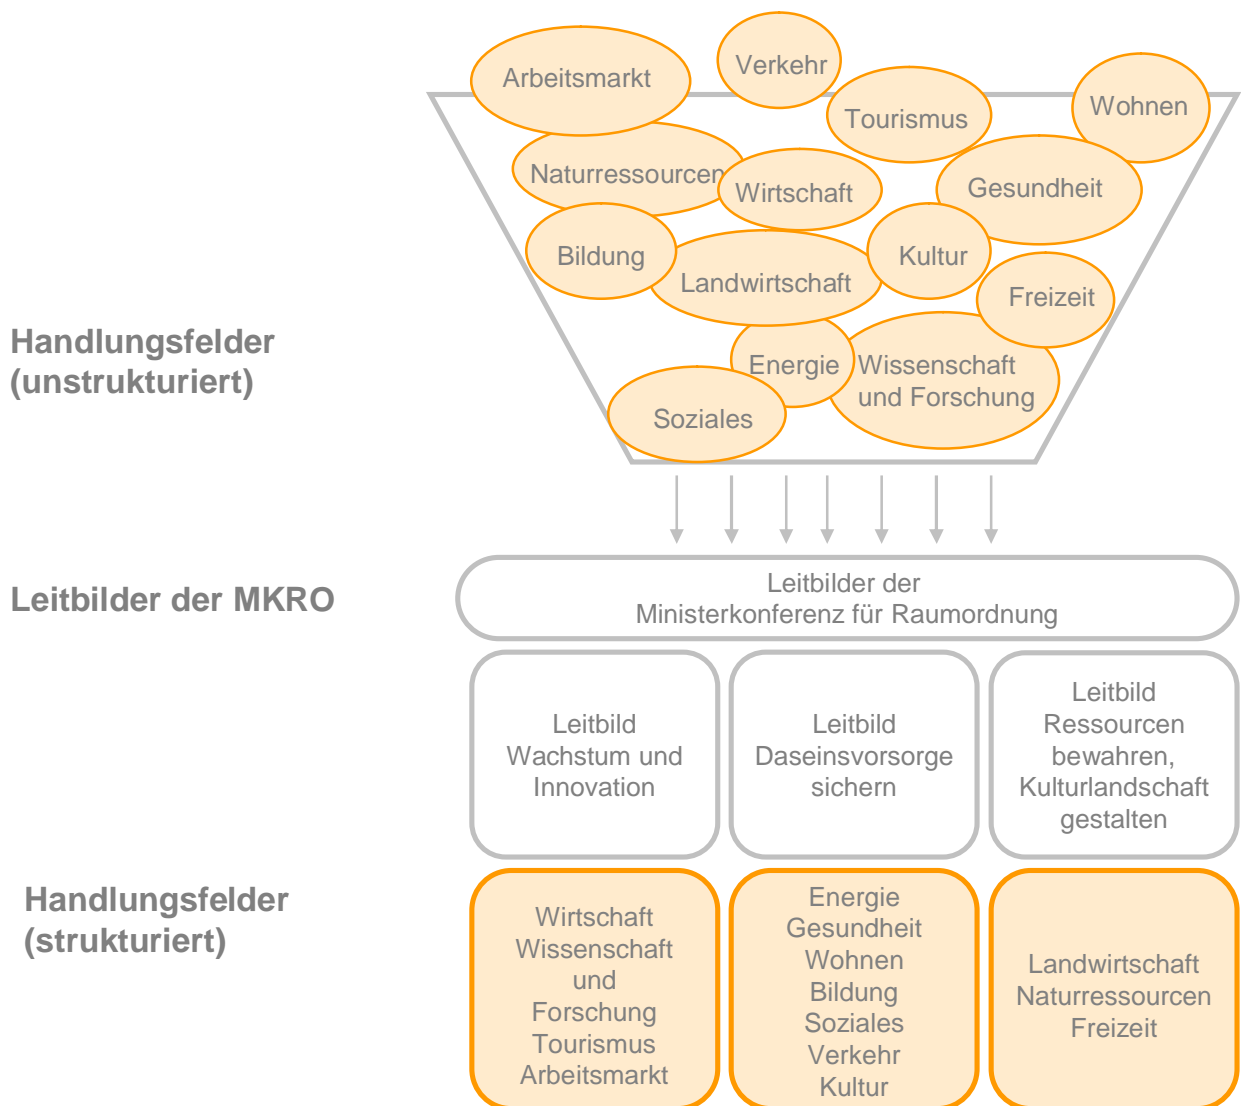 Arbeitsmarkt
Verkehr
Tourismus
Wohnen
Naturressourcen
Wirtschaft
Gesundheit
Bildung
Landwirtschaft
Kultur
Freizeit
Handlungsfelder
(unstrukturiert)
Energie
Wissenschaft
und Forschung
Soziales
Leitbilder der MKRO
Leitbilder der
Ministerkonferenz für Raumordnung
Leitbild
Wachstum und
Innovation
Leitbild
Daseinsvorsorge
sichern
Leitbild
Ressourcen
bewahren,
Kulturlandschaft
gestalten
Handlungsfelder
(strukturiert)
Wirtschaft
Wissenschaft
und
Forschung
Tourismus
Arbeitsmarkt
Energie
Gesundheit
Wohnen
Bildung
Soziales
Verkehr
Kultur
Landwirtschaft
Naturressourcen
Freizeit